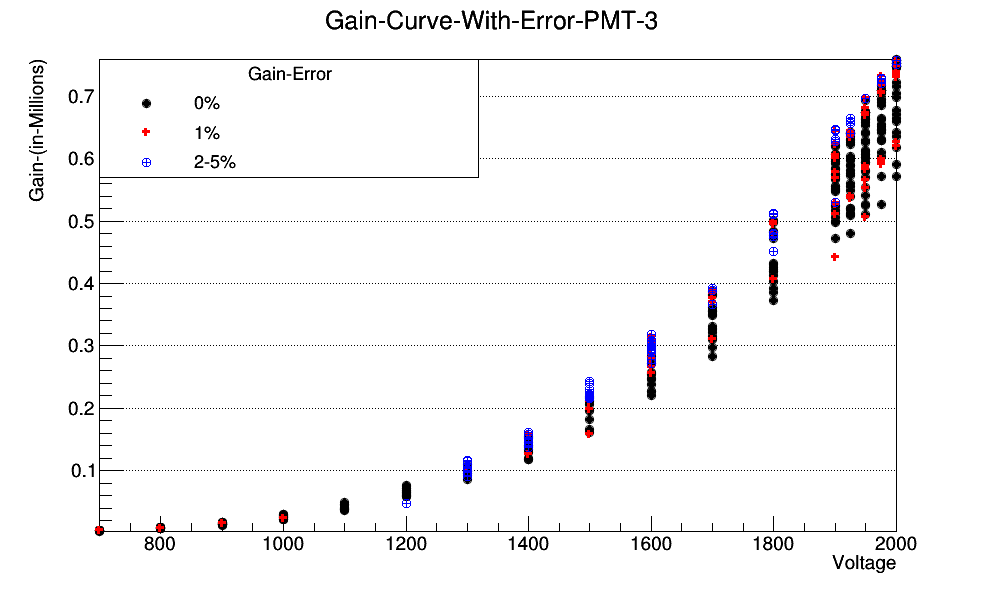 Gain-Curve-With-Error-PMT-3
Gain-(in-Millions)
Gain-Error
0%
1%
2-5%
0.7
0.6
0.5
0.4
0.3
0.2
0.1
800 1000 1200 1400 1600 1800 2000
Voltage